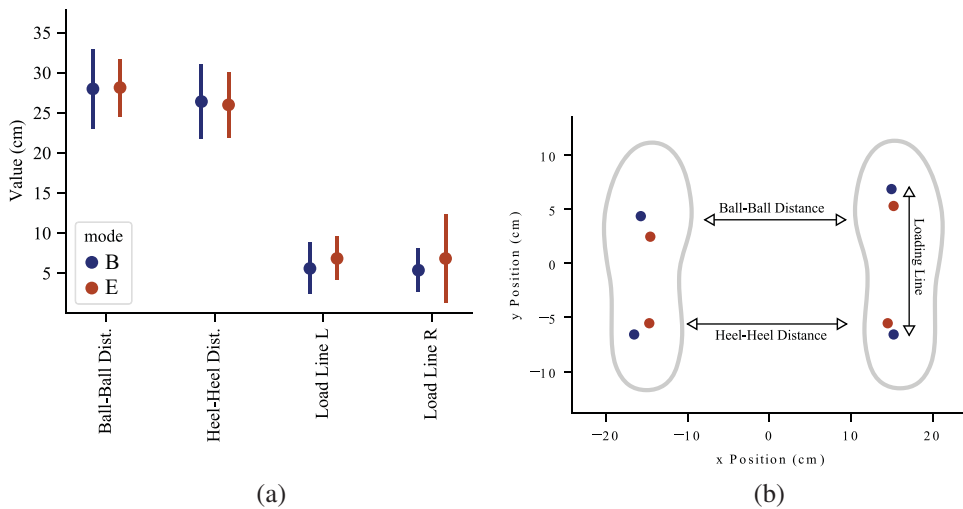 35
30
25
20
15
10
5
Value (cm)
mode
B
E
Ball-Ball Dist.
Heel-Heel Dist.
Load Line L
Load Line R
(a)
10
5
0
−5
−10
y Position (cm)
Ball-Ball Distance
Loading Line
Heel-Heel Distance
−20 −10 0 10 20
x Position (cm)
(b)